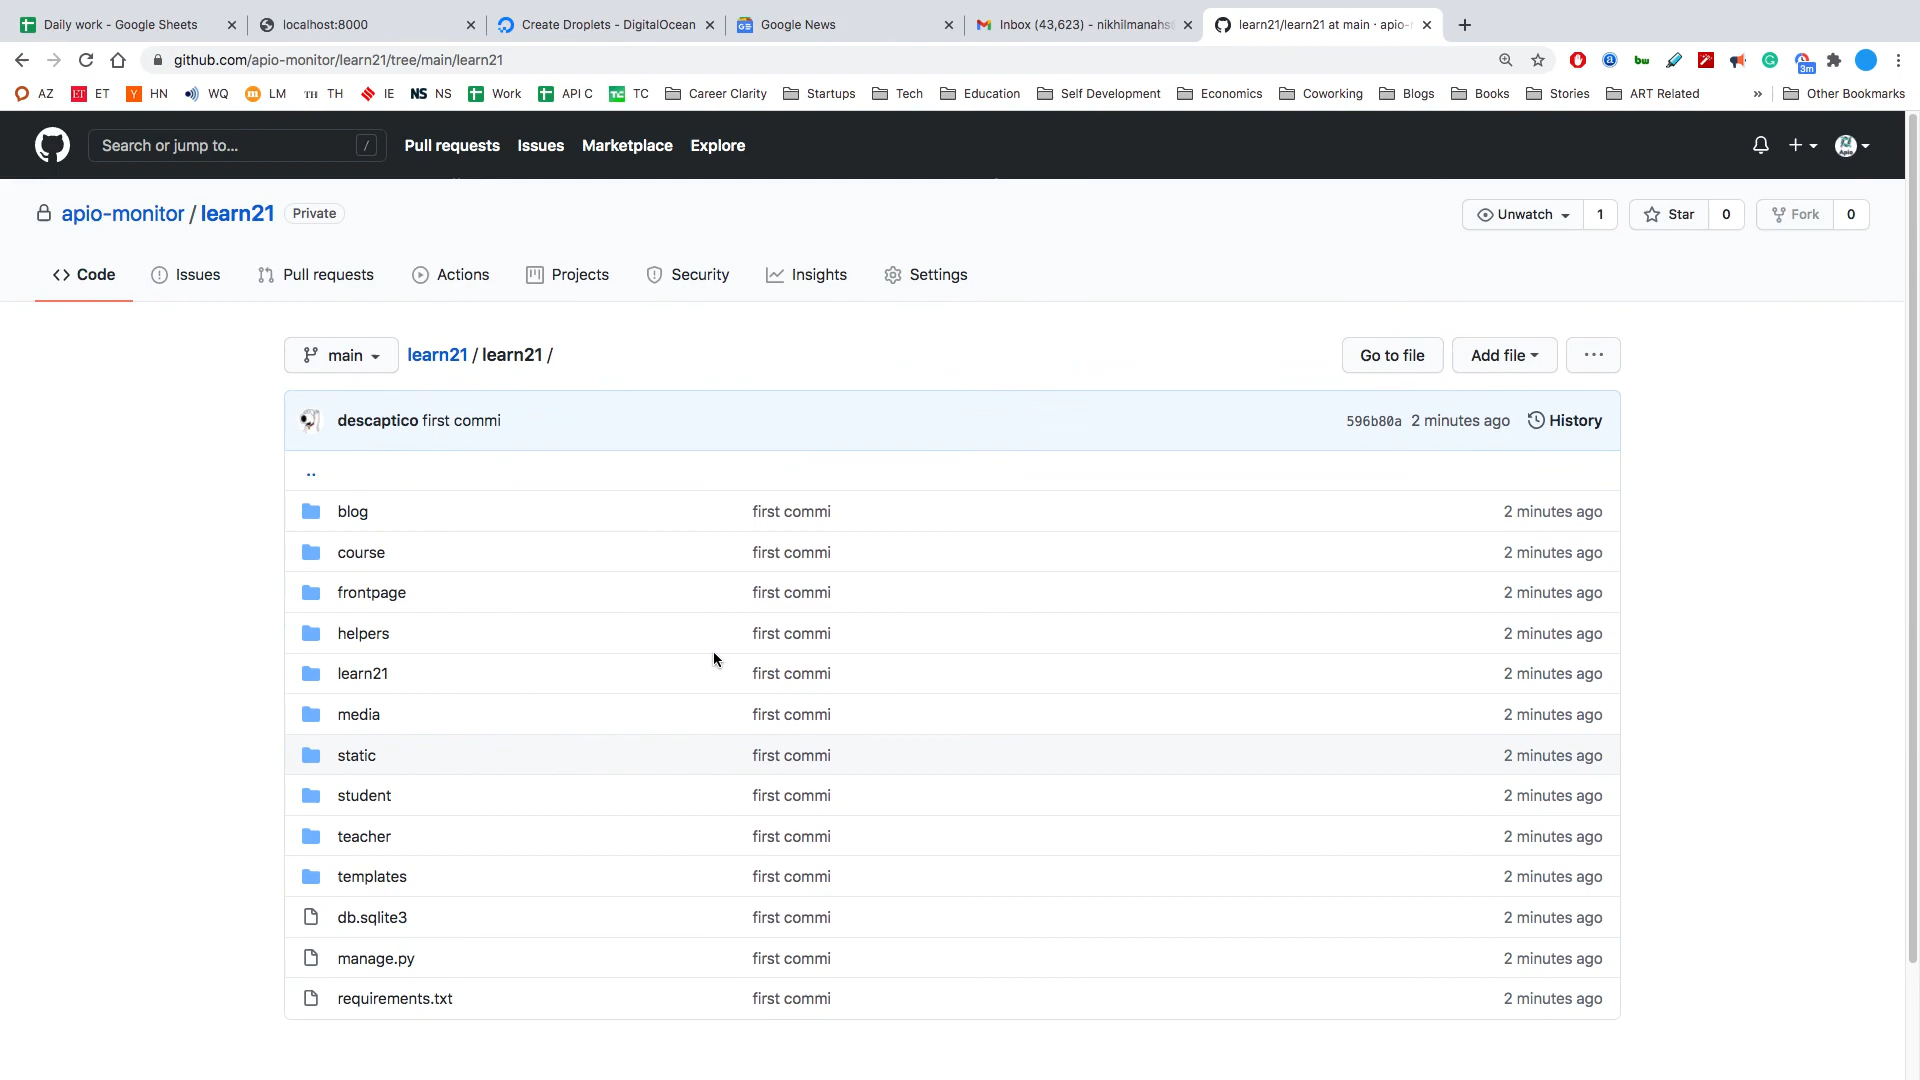 Daily work - Google Sheets
localhost:8000
Create Droplets - DigitalOcean
Google News
Inbox (43,623) - nikhilmanahs
learn21/learn21 at main · apio-
github.com/apio-monitor/learn21/tree/main/learn21
3m
AZ ET ET Y HN WQ m LM TH TH IE NS NS Work API C TC TC Career Clarity Startups Tech Education Self Development Economics Coworking Blogs Books Stories ART Related » Other Bookmarks
Search or jump to... / Pull requests Issues Marketplace Explore
apio-monitor / learn21 Private
Unwatch 1 Star 0 Fork 0
Code Issues Pull requests Actions Projects Security Insights Settings
main learn21 / learn21 / Go to file Add file ...
descaptico first commi 596b80a 2 minutes ago History
..
blog first commi 2 minutes ago
course first commi 2 minutes ago
frontpage first commi 2 minutes ago
helpers first commi 2 minutes ago
learn21 first commi 2 minutes ago
media first commi 2 minutes ago
static first commi 2 minutes ago
student first commi 2 minutes ago
teacher first commi 2 minutes ago
templates first commi 2 minutes ago
db.sqlite3 first commi 2 minutes ago
manage.py first commi 2 minutes ago
requirements.txt first commi 2 minutes ago